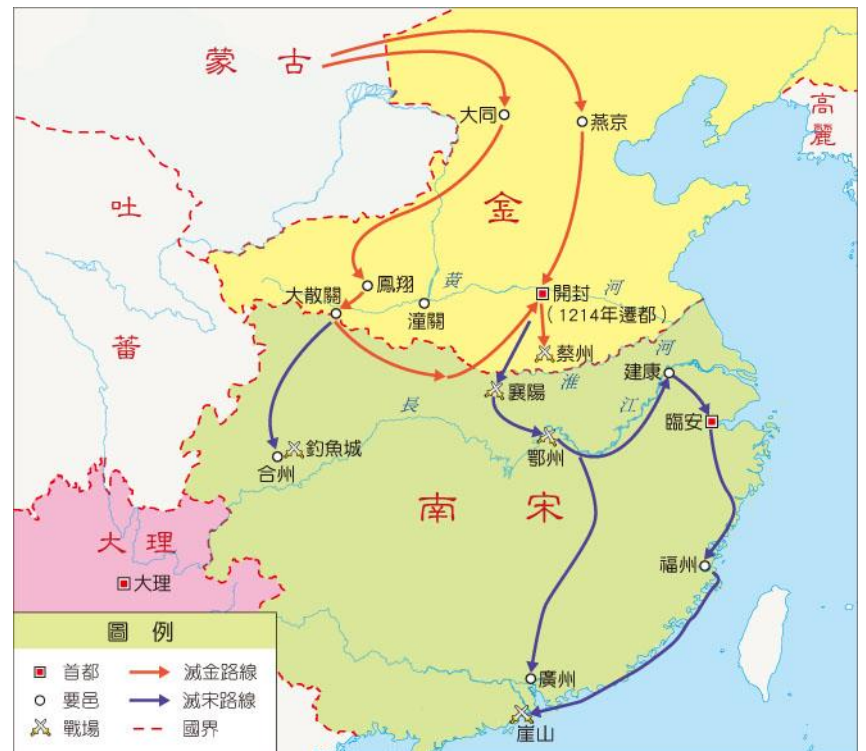 蒙古
高麗
大同
燕京
金
吐蕃
鳳翔
大散關
潼關
黃河
開封
(1214年遷都)
蔡州
襄陽
淮河
建康
長江
臨安
鄂州
釣魚城
合州
南宋
大理
大理
福州
廣州
崖山
圖例
首都 滅金路線
要邑 滅宋路線
戰場 國界